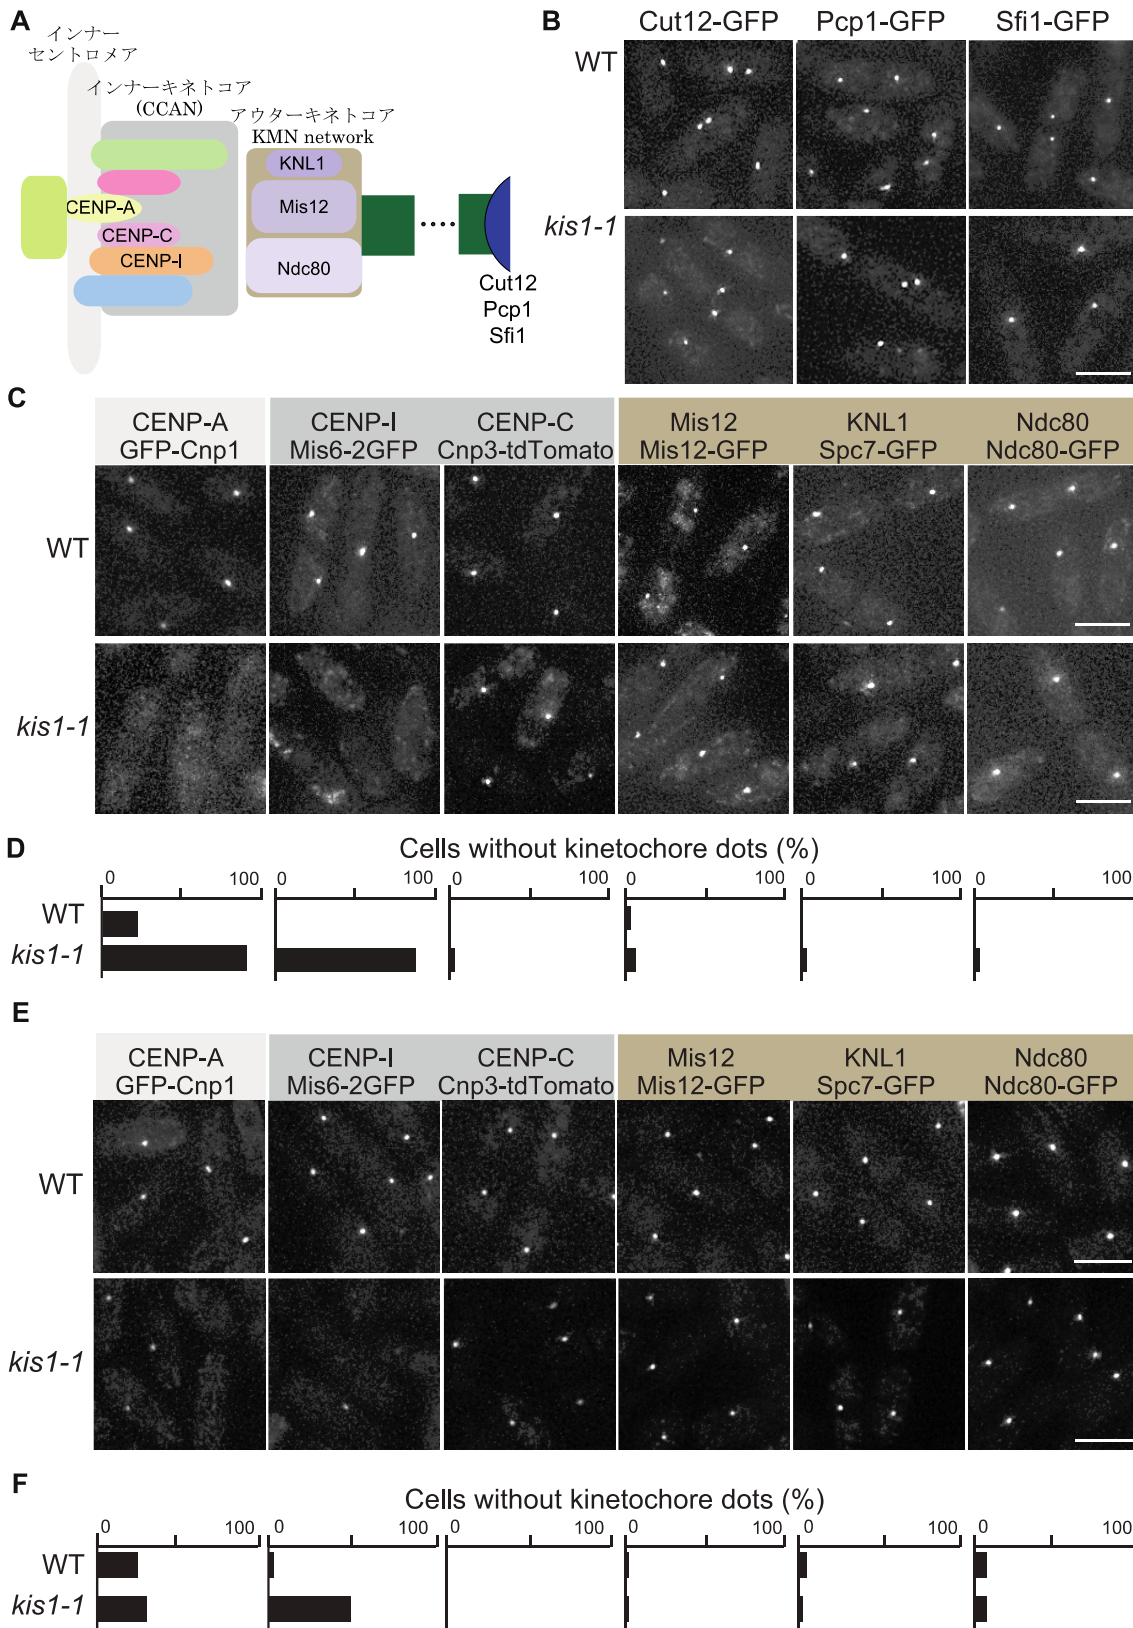 A
インナー
セントロメア
インナーキネトコア
(CCAN)
アウターキネトコア
KMN network
KNL1
CENP-A
Mis12
CENP-C
CENP-I
Ndc80
Cut12
Pcp1
Sfi1
B
Cut12-GFP Pcp1-GFP Sfi1-GFP
WT
kis1-1
C
CENP-A CENP-I CENP-C Mis12 KNL1 Ndc80
GFP-Cnp1 Mis6-2GFP Cnp3-tdTomato Mis12-GFP Spc7-GFP Ndc80-GFP
WT
kis1-1
D
Cells without kinetochore dots (%)
0 100 0 100 0 100 0 100 0 100 0 100
WT
kis1-1
E
CENP-A CENP-I CENP-C Mis12 KNL1 Ndc80
GFP-Cnp1 Mis6-2GFP Cnp3-tdTomato Mis12-GFP Spc7-GFP Ndc80-GFP
WT
kis1-1
F
Cells without kinetochore dots (%)
0 100 0 100 0 100 0 100 0 100 0 100
WT
kis1-1